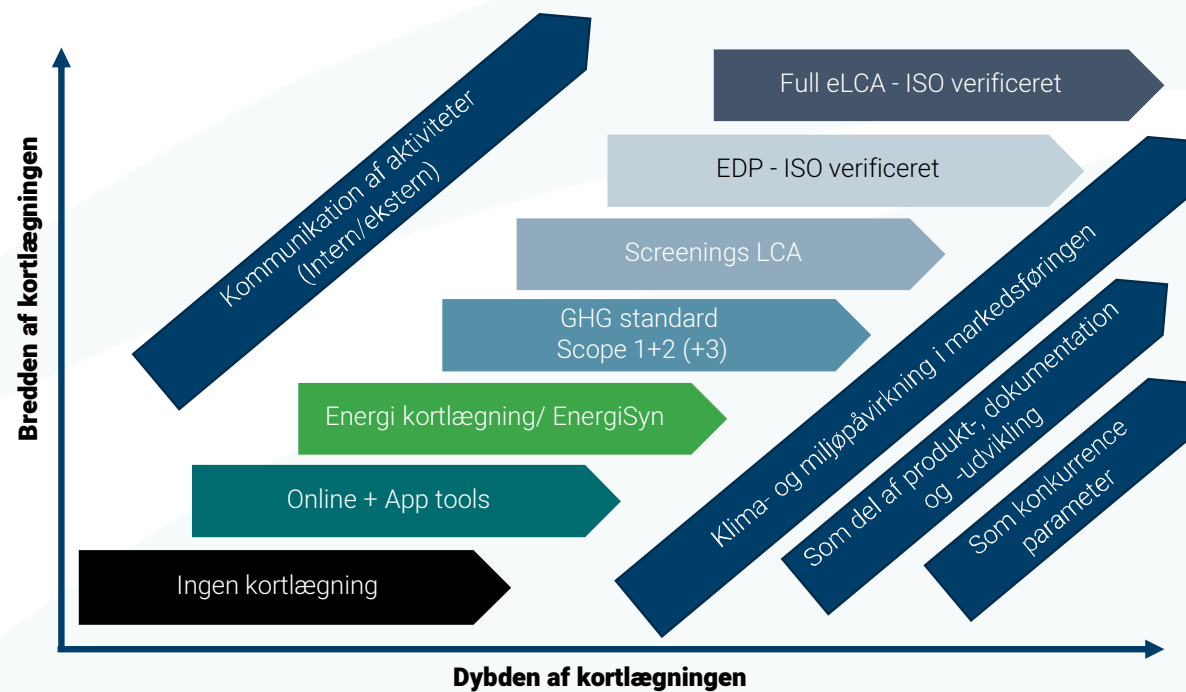 Bredden af kortlægningen
Kommunikation af aktiviteter
(Intern/ekstern)
Full eLCA - ISO verificeret
EDP - ISO verificeret
Screenings LCA
GHG standard
Scope 1+2 (+3)
Energi kortlægning/ EnergiSyn
Online + App tools
Ingen kortlægning
Klima- og miljøpåvirkning i markedsføringen
Som del af produkt-, dokumentation
og -udvikling
Som konkurrence
parameter
Dybden af kortlægningen